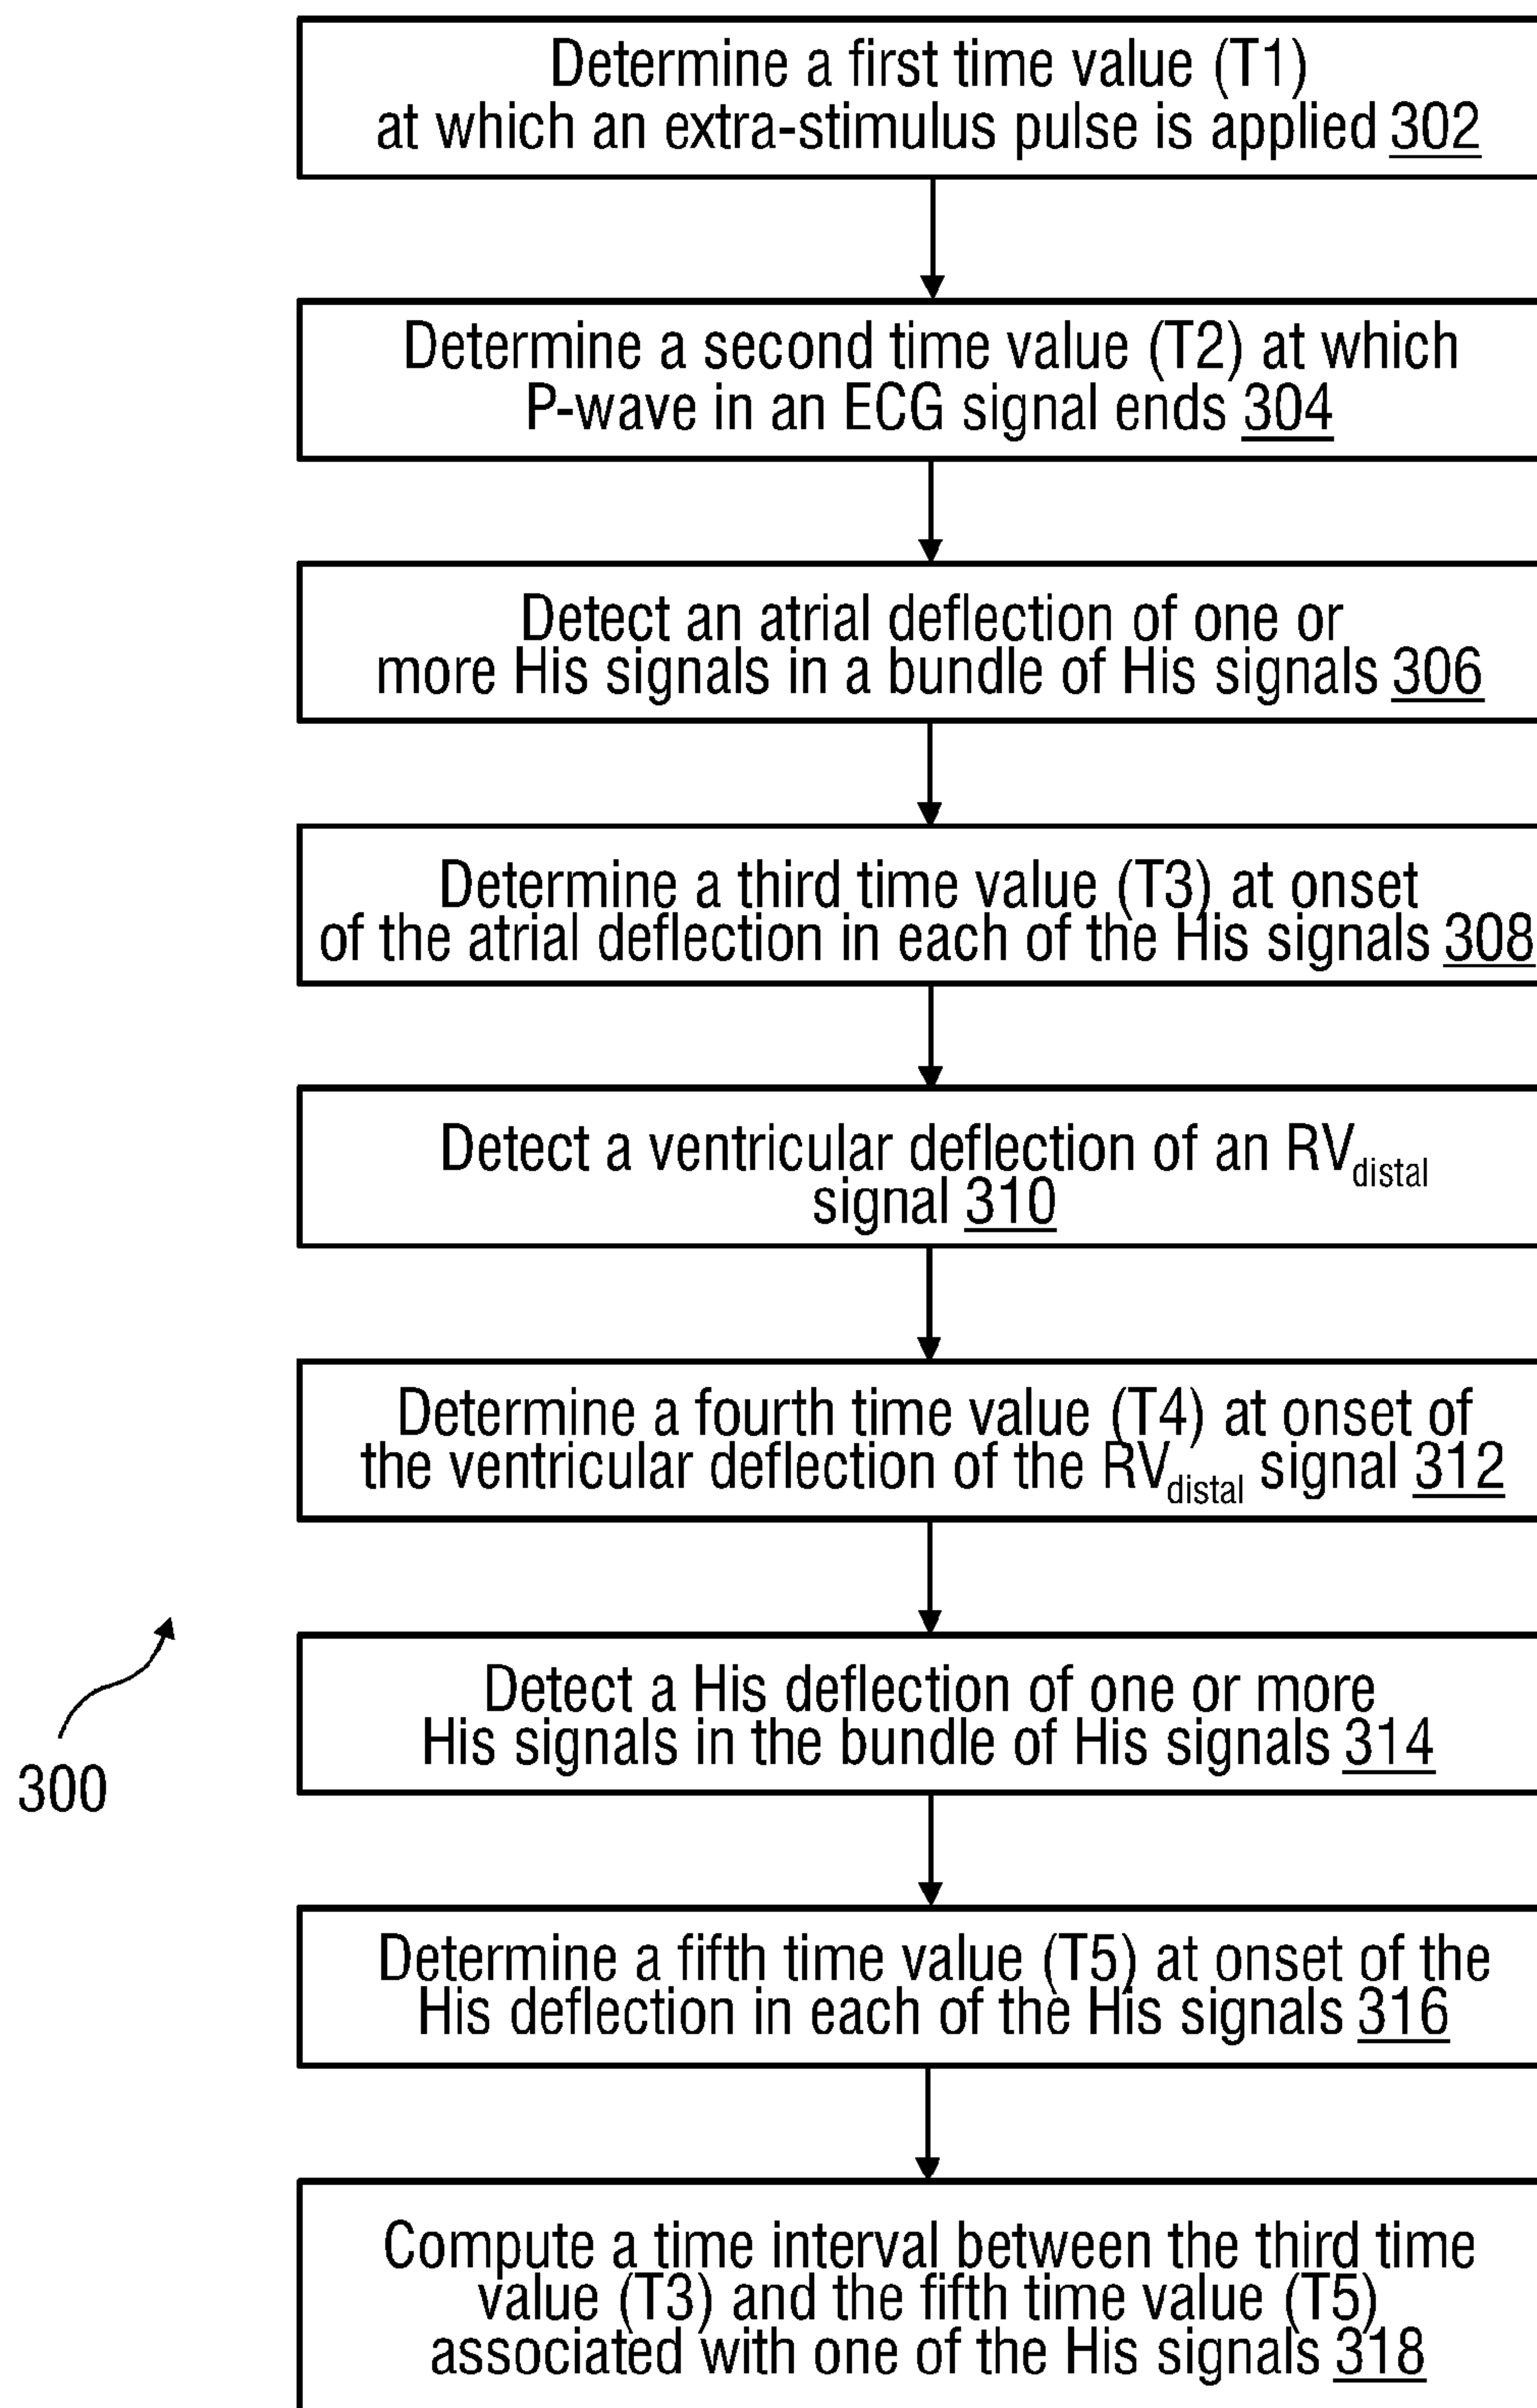 Determine a first time value (T1)
at which an extra-stimulus pulse is applied 302
Determine a second time value (T2) at which
P-wave in an ECG signal ends 304
Detect an atrial deflection of one or
more His signals in a bundle of His signals 306
Determine a third time value (T3) at onset
of the atrial deflection in each of the His signals 308
Detect a ventricular deflection of an RVdistal
signal 310
Determine a fourth time value (T4) at onset of
the ventricular deflection of the RVdistal signal 312
Detect a His deflection of one or more
His signals in the bundle of His signals 314
300
Determine a fifth time value (T5) at onset of the
His deflection in each of the His signals 316
Compute a time interval between the third time
value (T3) and the fifth time value (T5)
associated with one of the His signals 318